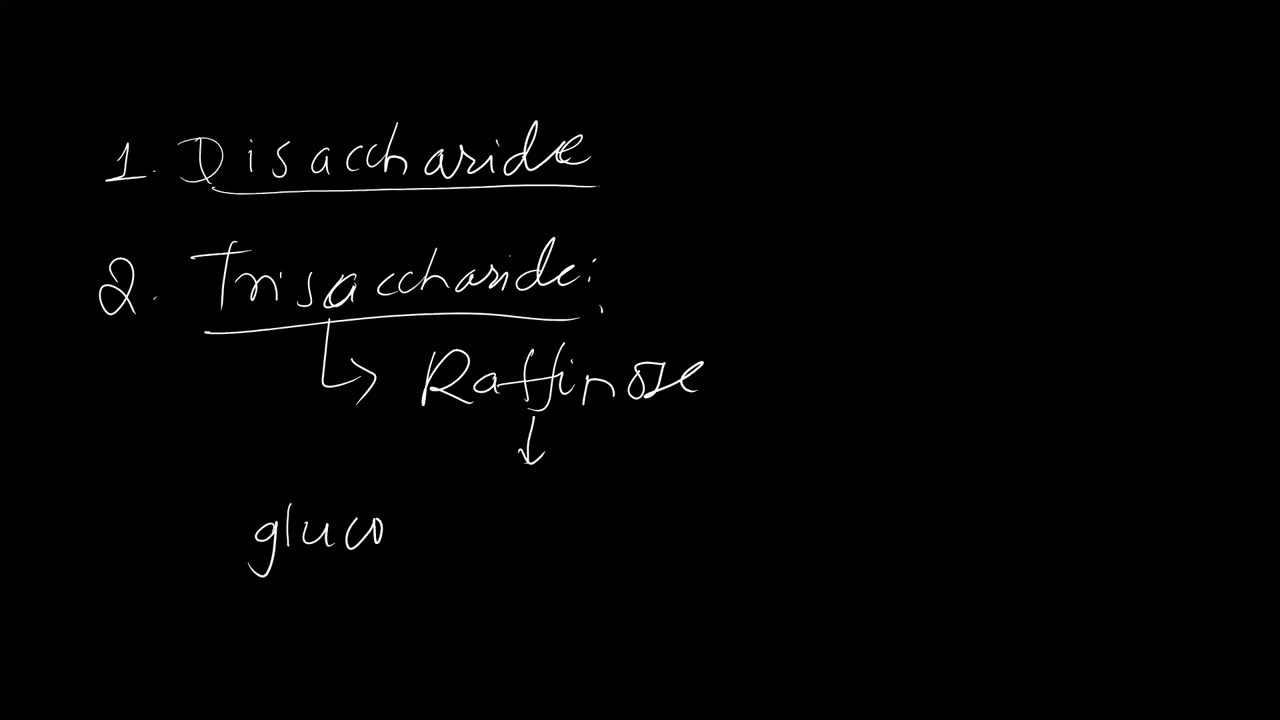 1. Disaccharide
2. Trisaccharide:
↳ Raffinose
↓
gluco